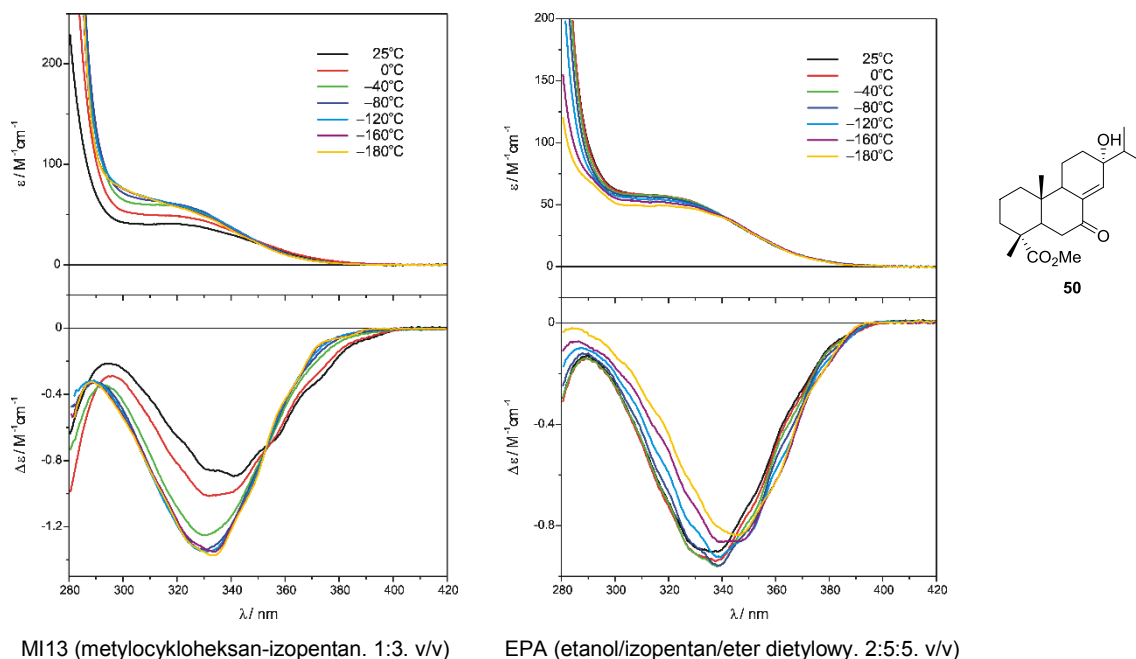 25°C
0°C
–40°C
–80°C
–120°C
–160°C
–180°C
ε / M⁻¹cm⁻¹
200
100
0
0
-0.4
-0.8
-1.2
Δε / M⁻¹cm⁻¹
280 300 320 340 360 380 400 420
λ / nm
MI13 (metylocykloheksan-izopentan. 1:3. v/v)
25°C
0°C
–40°C
–80°C
–120°C
–160°C
–180°C
ε / M⁻¹cm⁻¹
200
150
100
50
0
0
-0.4
-0.8
Δε / M⁻¹cm⁻¹
280 300 320 340 360 380 400 420
λ / nm
EPA (etanol/izopentan/eter dietylowy. 2:5:5. v/v)
OH
O
CO₂Me
50